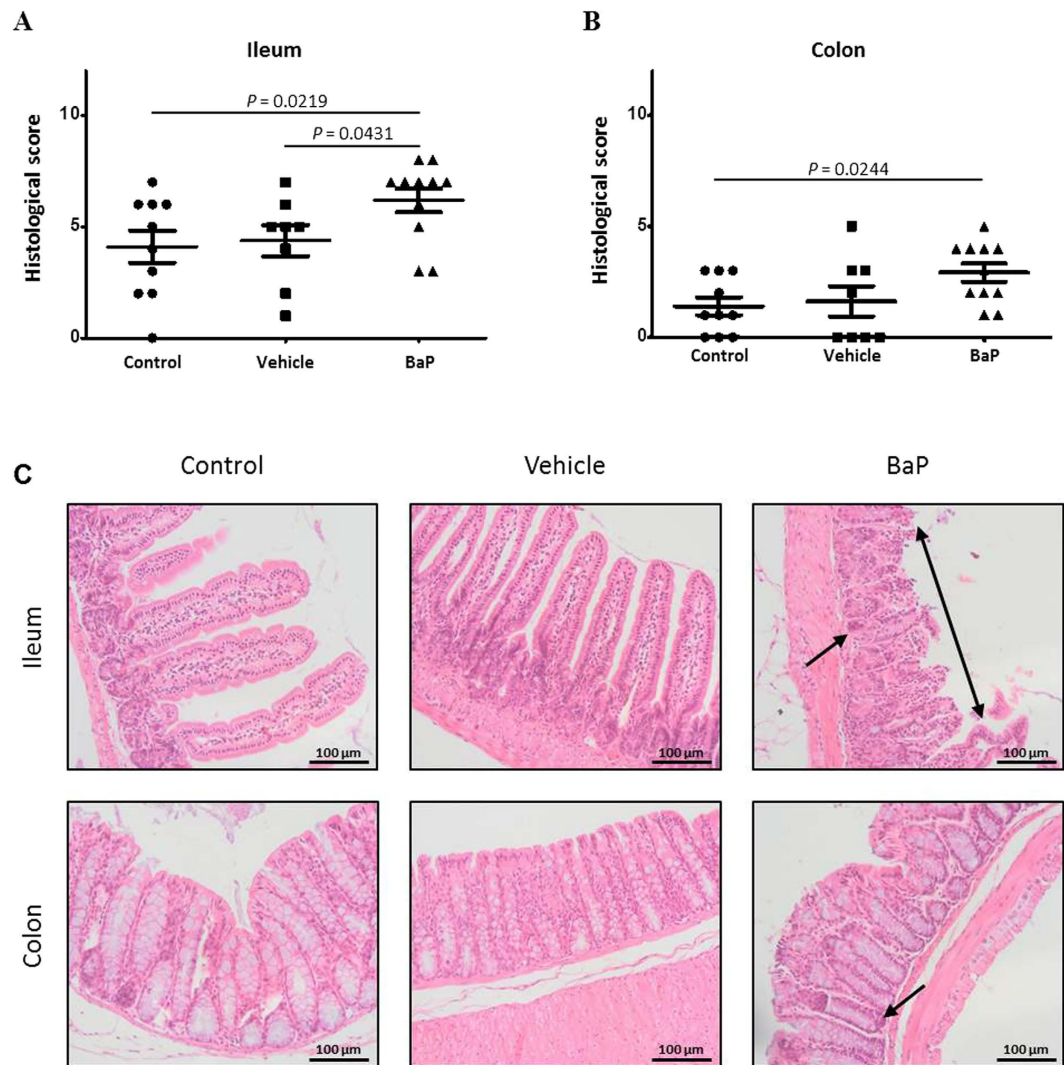 A
Ileum
Histological score
10
5
0
P = 0.0219
P = 0.0431
Control Vehicle BaP
B
Colon
Histological score
10
5
0
P = 0.0244
Control Vehicle BaP
C
Control Vehicle BaP
Ileum
100 µm 100 µm 100 µm
Colon
100 µm 100 µm 100 µm